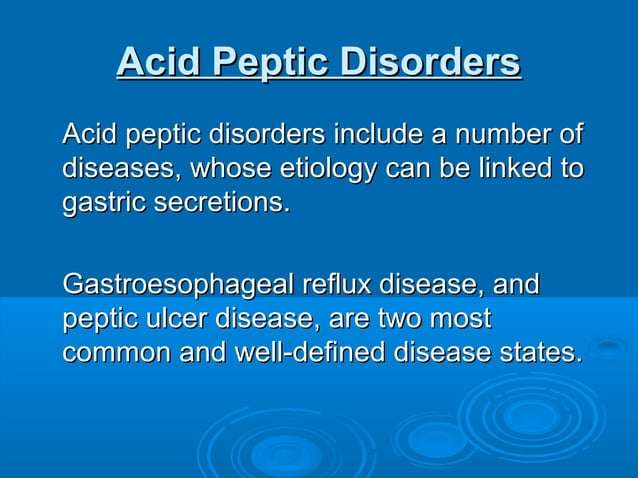 Acid Peptic Disorders
Acid peptic disorders include a number of
diseases, whose etiology can be linked to
gastric secretions.
Gastroesophageal reflux disease, and
peptic ulcer disease, are two most
common and well-defined disease states.